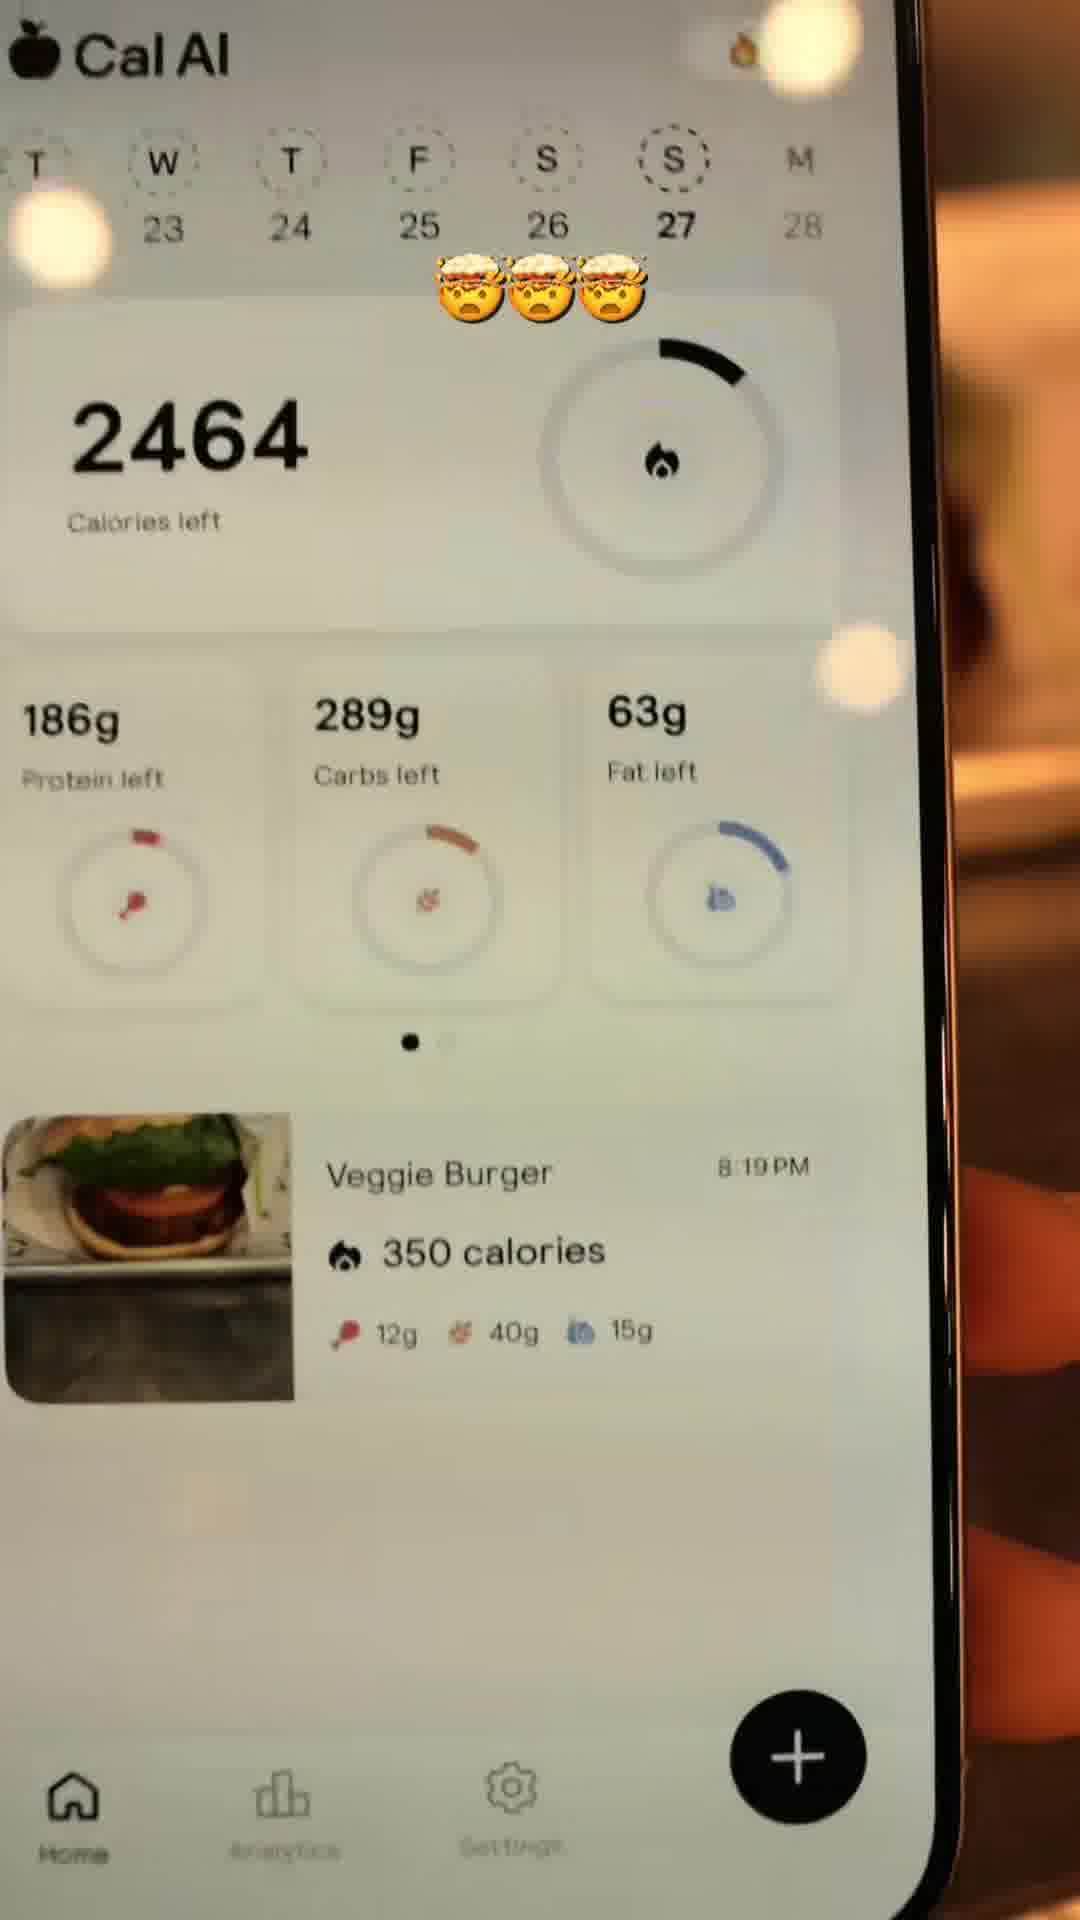 Cal AI
T W T F S S M
23 24 25 26 27 28
🤯🤯🤯
2464
Calories left
186g 289g 63g
Protein left Carbs left Fat left
Veggie Burger 8:19 PM
350 calories
12g 40g 15g
Home Analytics Settings